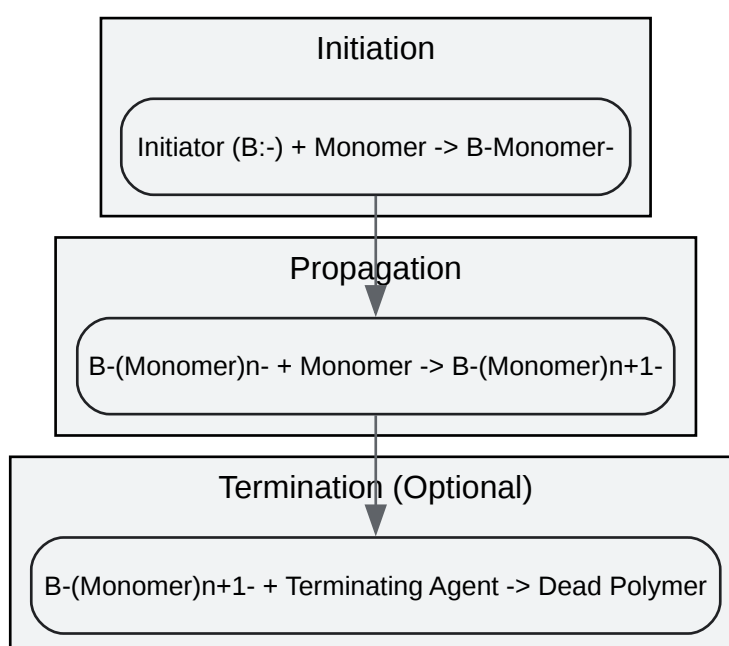 Initiation
Initiator (B:-) + Monomer -> B-Monomer-
Propagation
B-(Monomer)n- + Monomer -> B-(Monomer)n+1-
Termination (Optional)
B-(Monomer)n+1- + Terminating Agent -> Dead Polymer